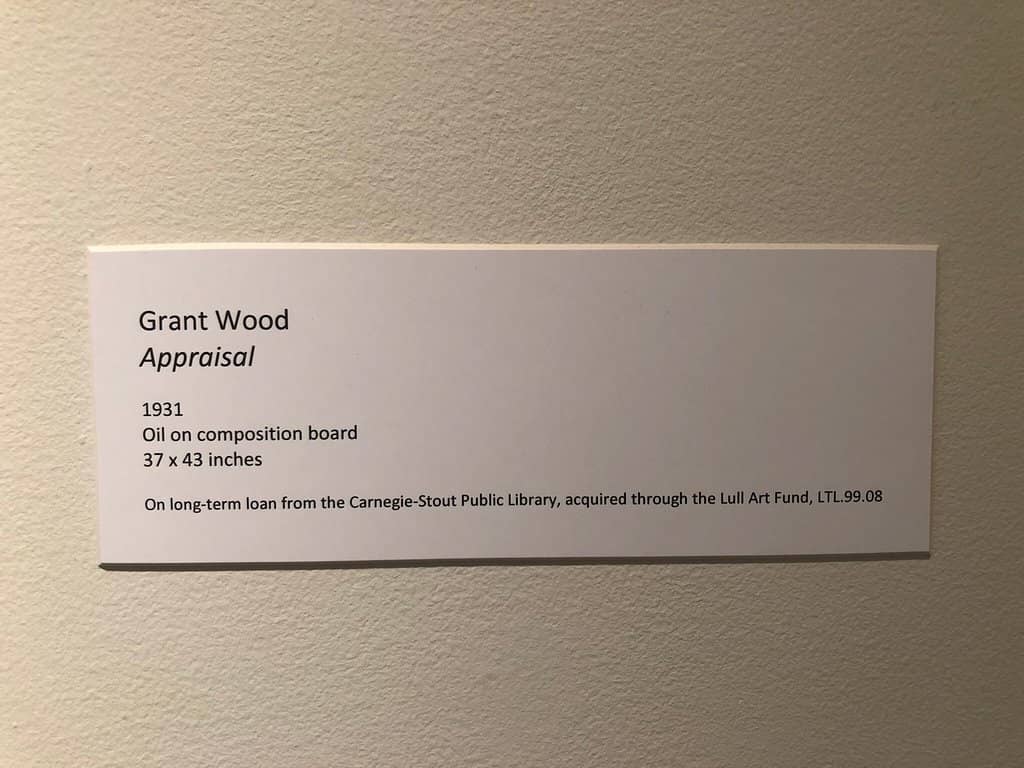 Grant Wood
Appraisal
1931
Oil on composition board
37 x 43 inches
On long-term loan from the Carnegie-Stout Public Library, acquired through the Lull Art Fund, LTL.99.08